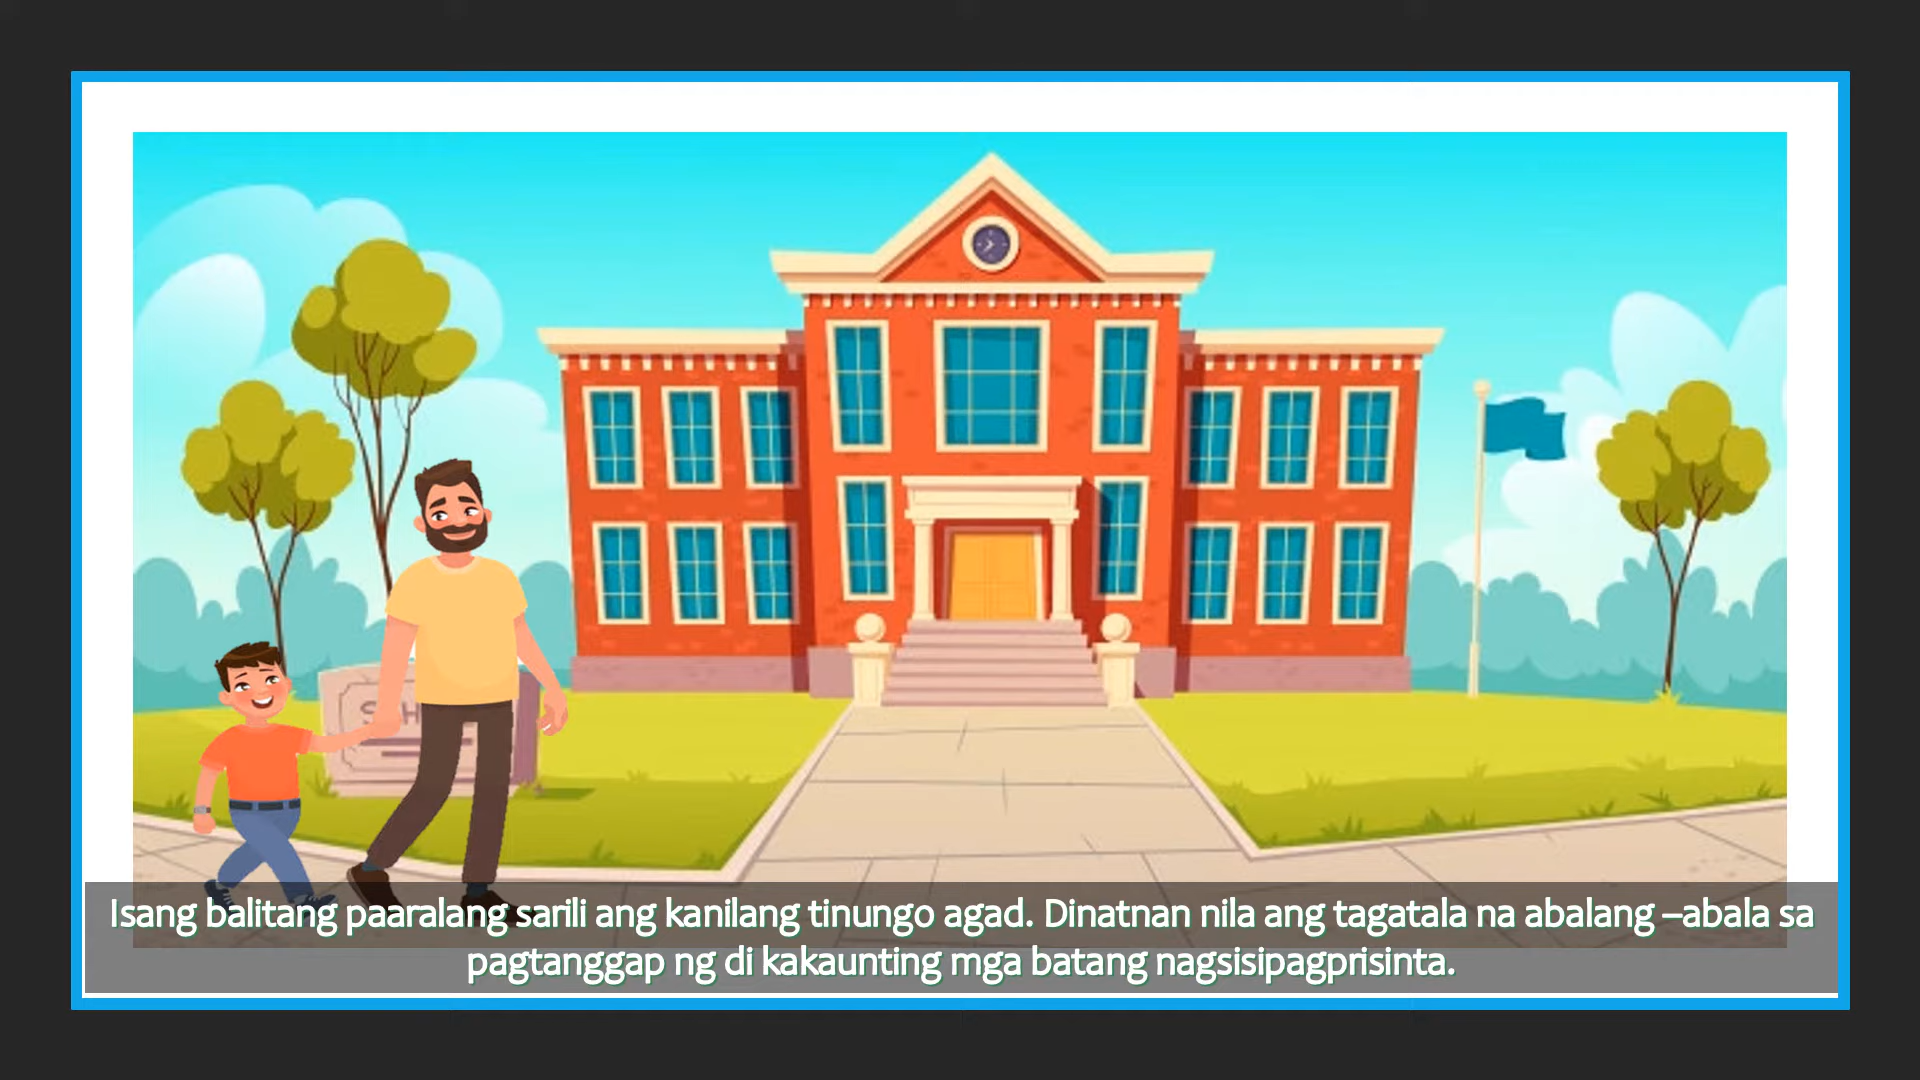 Isang balitang paaralang sarili ang kanilang tinungo agad. Dinatnan nila ang tagatala na abalang –abala sa
pagtanggap ng di kakaunting mga batang nagsisipagprisinta.